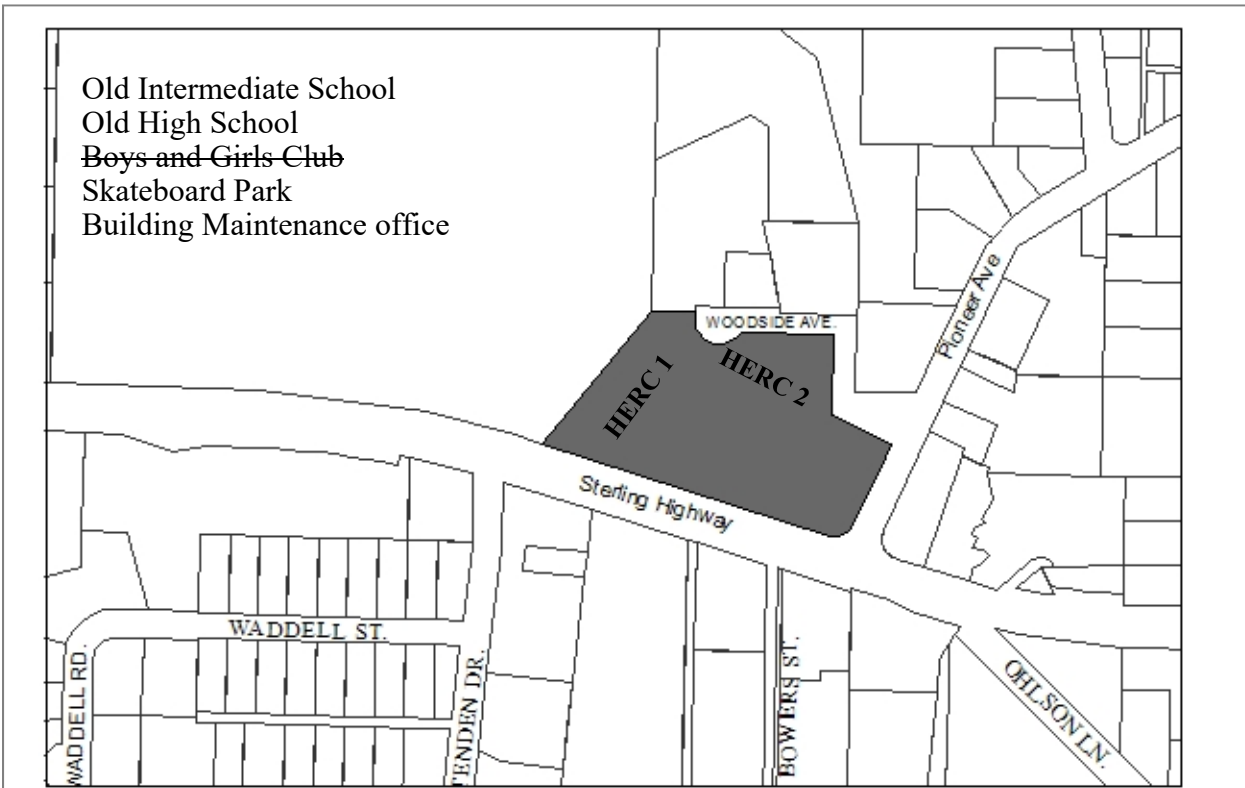 Old Intermediate School
Old High School
Boys and Girls Club
Skateboard Park
Building Maintenance office
WOODSIDE AVE.
Pioneer Ave
HERC 1
HERC 2
Sterling Highway
WADDELL ST.
WADDELL RD.
TENDEN DR.
BOWERS ST.
OHLSON LN.